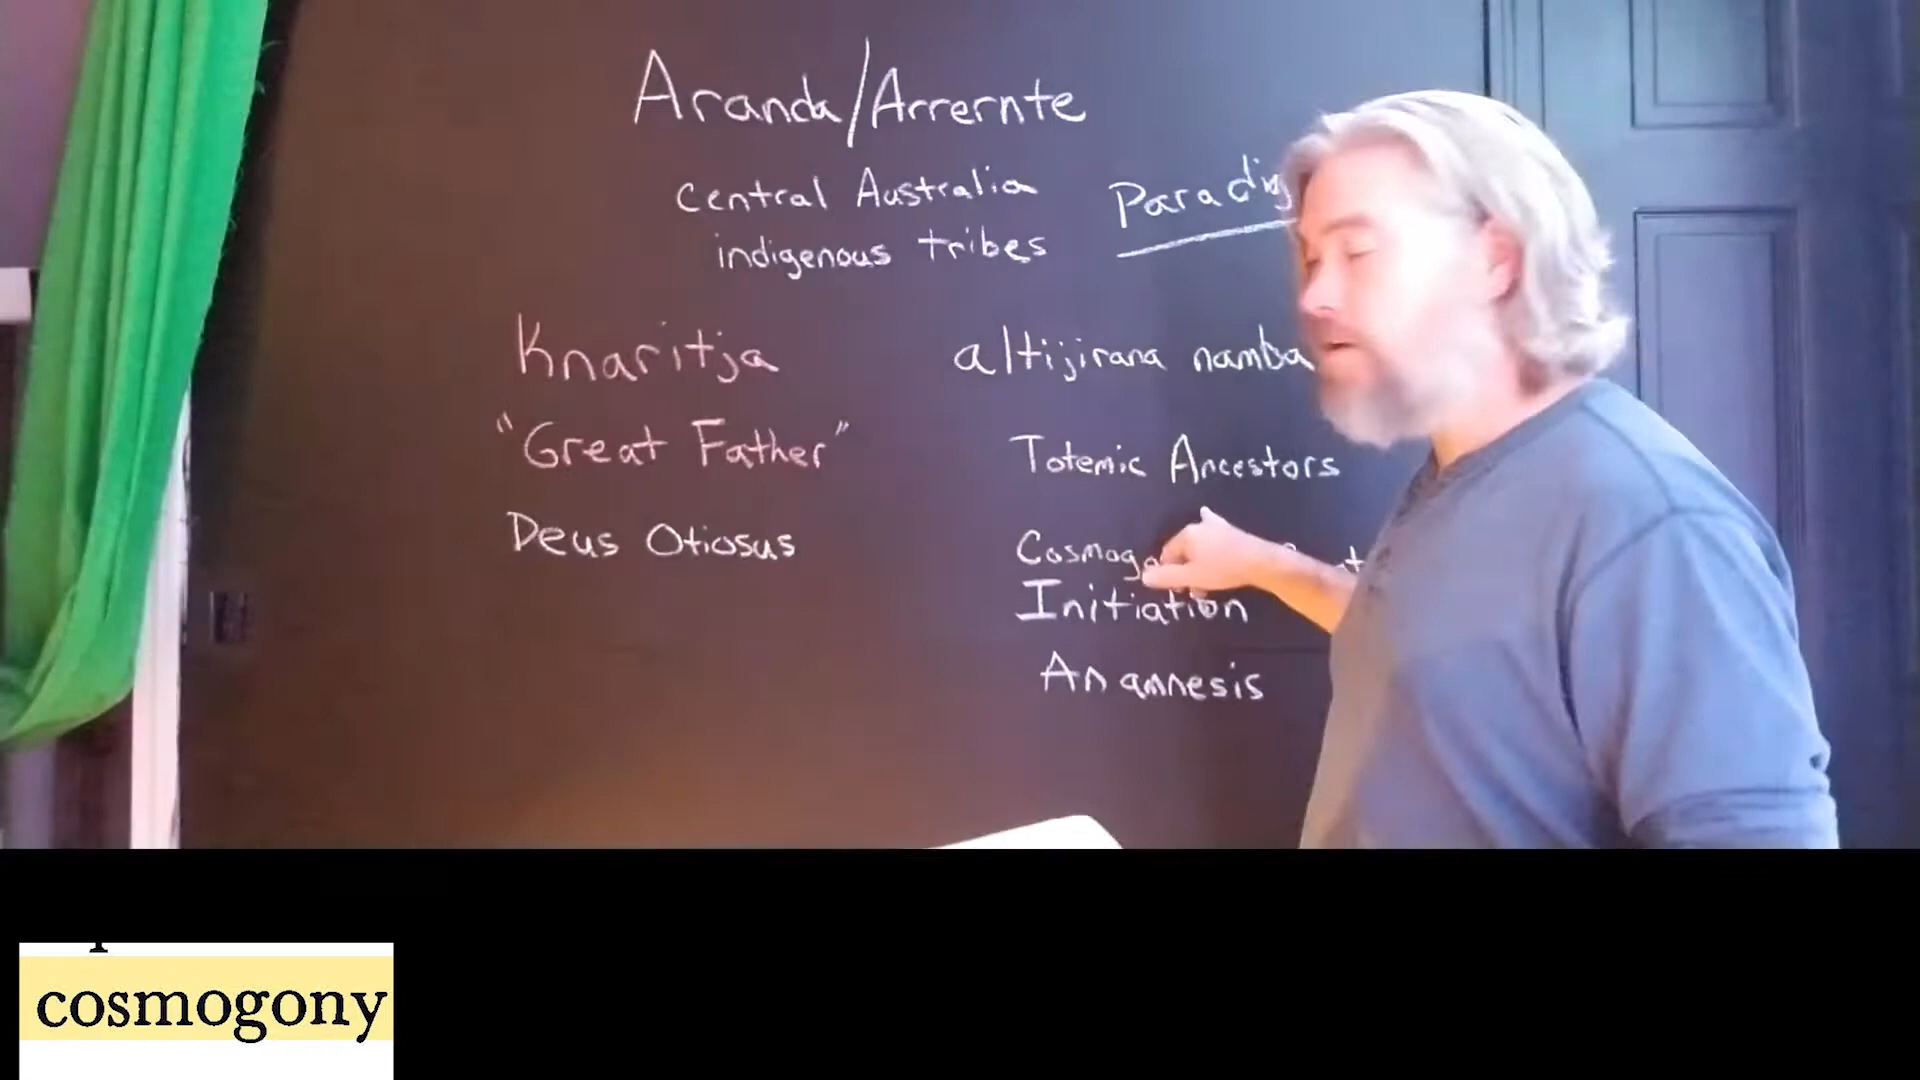 Aranda/Arrernte
Central Australia
indigenous tribes
Knaritja
altijirana namba
"Great Father"
Totemic Ancestors
Deus Otiosus
Initiation
Anamnesis
cosmogony